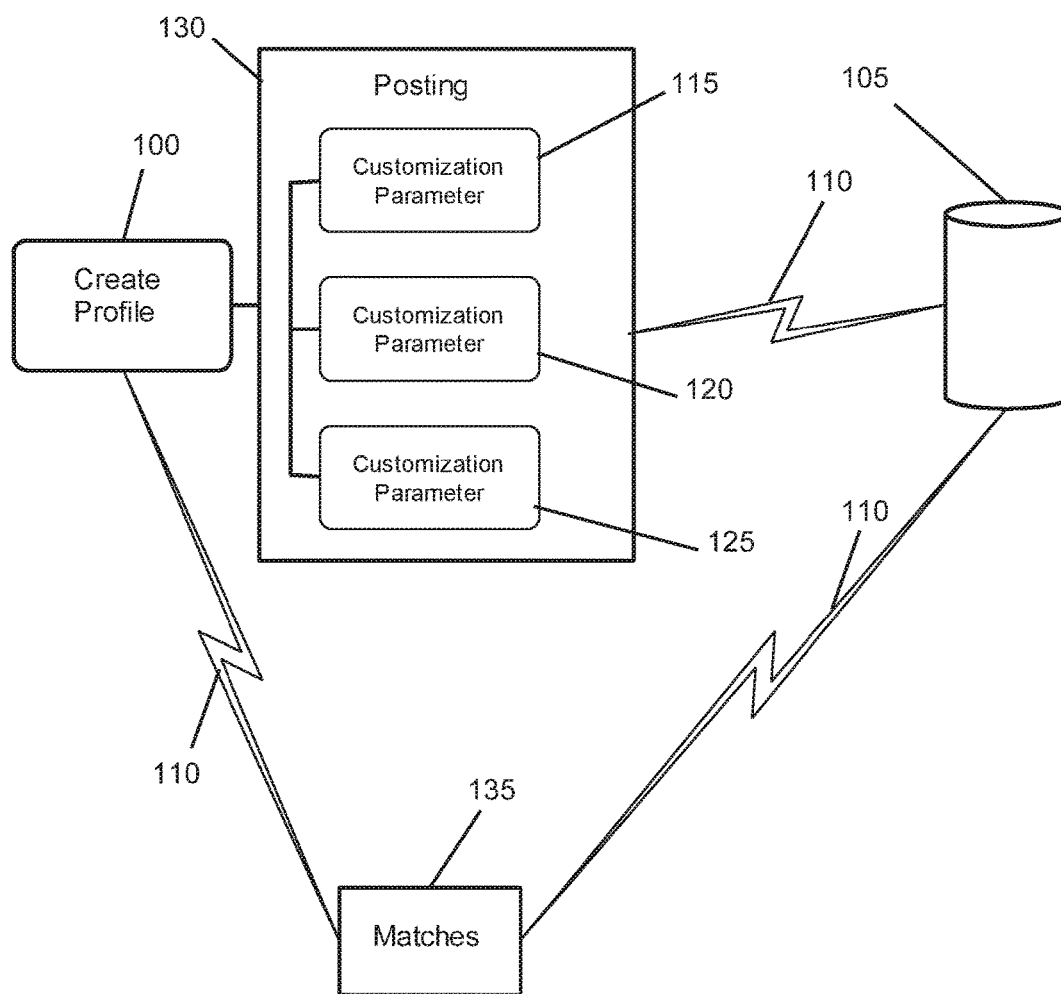 130
Posting
115
105
100
Customization
Parameter
110
Create
Profile
Customization
Parameter
120
Customization
Parameter
125
110
110
135
Matches